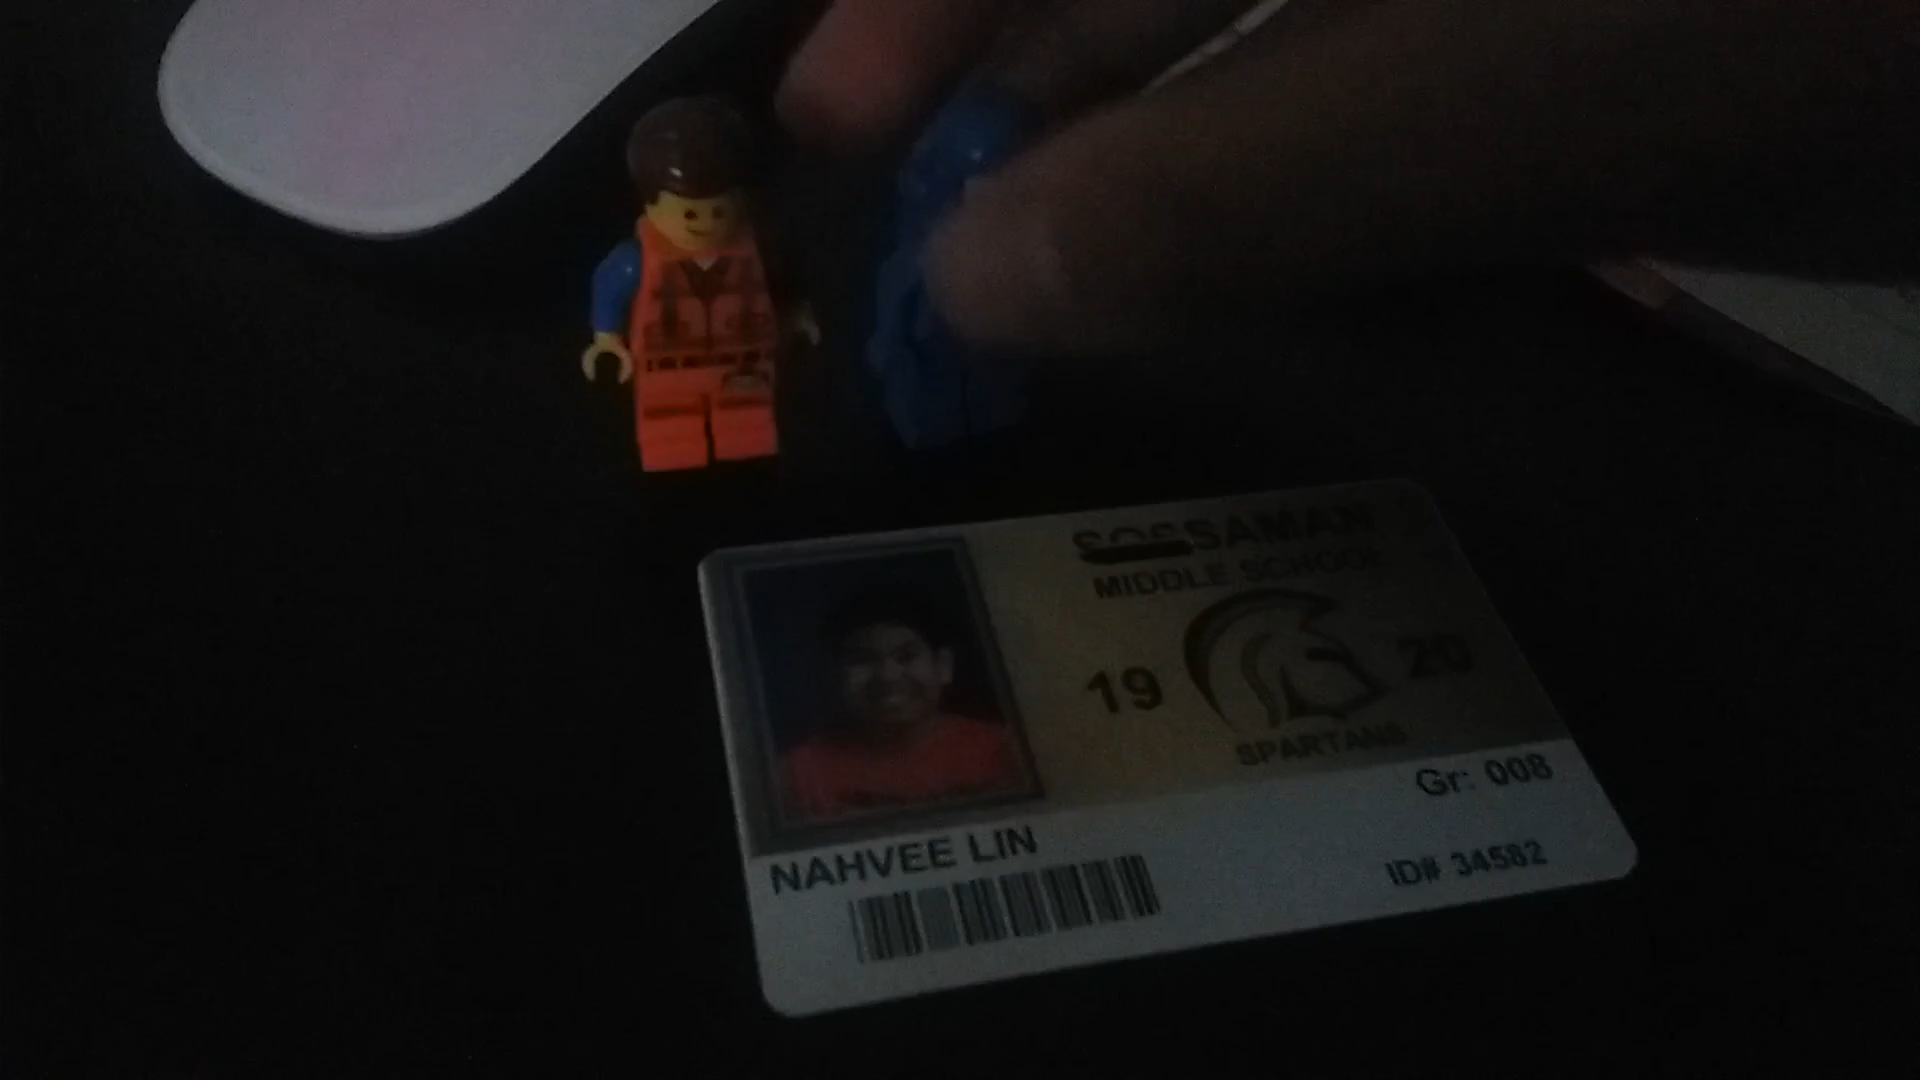 SOSSAMAN
MIDDLE SCHOOL
19 20
SPARTANS
Gr: 008
NAHVEE LIN
ID# 34582